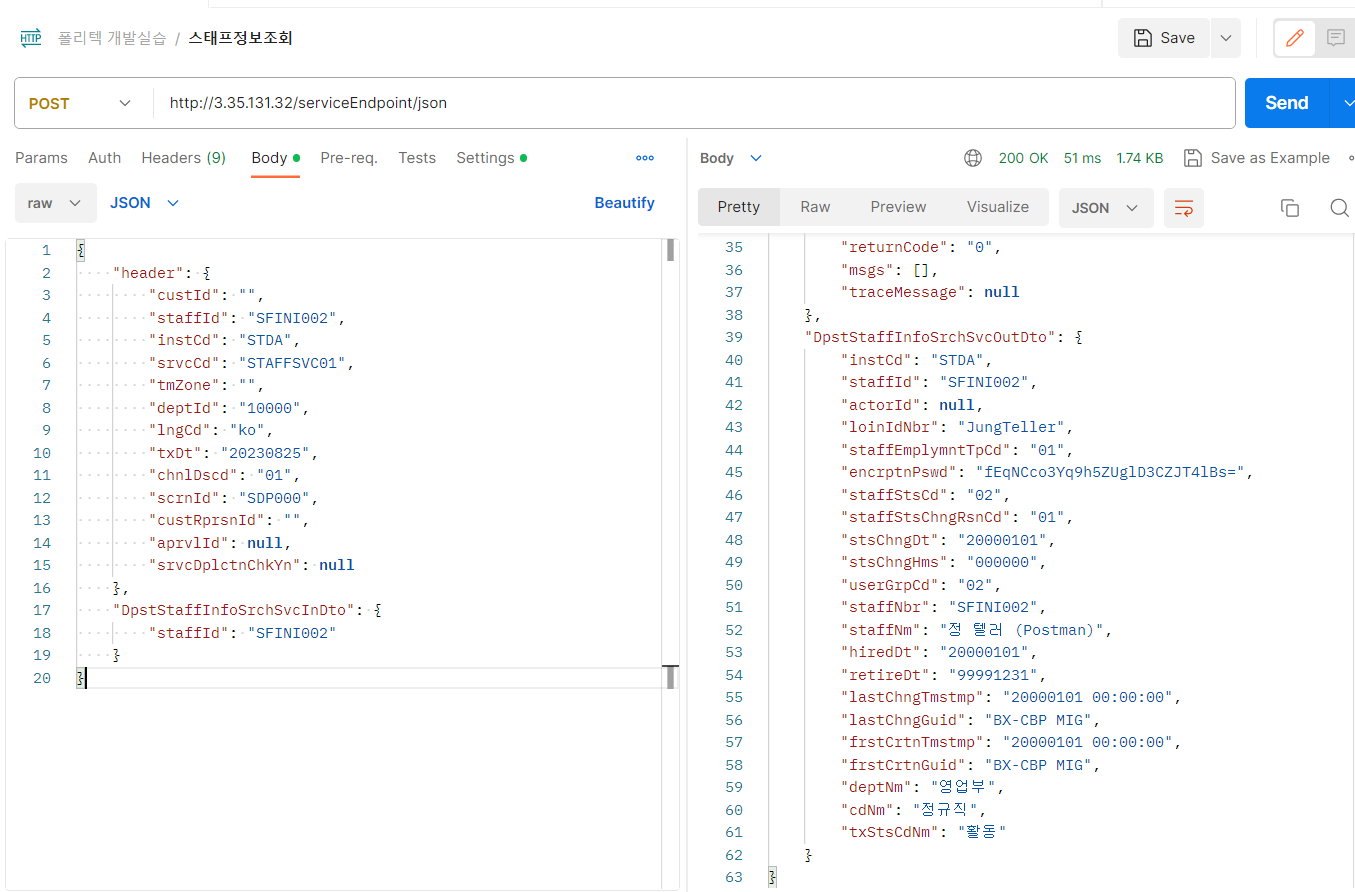 HTTP 폴리텍 개발실습 / 스태프정보조회
Save
POST http://3.35.131.32/serviceEndpoint/json Send
Params Auth Headers (9) Body Pre-req. Tests Settings
raw JSON Beautify
1 {
2 "header": {
3 "custId": "",
4 "staffId": "SFINI002",
5 "instCd": "STDA",
6 "srvcCd": "STAFFSVC01",
7 "tmZone": "",
8 "deptId": "10000",
9 "lngCd": "ko",
10 "txDt": "20230825",
11 "chnlDscd": "01",
12 "scrnId": "SDP000",
13 "custRprsnId": "",
14 "aprvlId": null,
15 "srvcDplctnChkYn": null
16 },
17 "DpstStaffInfoSrchSvcInDto": {
18 "staffId": "SFINI002"
19 }
20 }
Body 200 OK 51 ms 1.74 KB Save as Example
Pretty Raw Preview Visualize JSON
35 "returnCode": "0",
36 "msgs": [],
37 "traceMessage": null
38 },
39 "DpstStaffInfoSrchSvcOutDto": {
40 "instCd": "STDA",
41 "staffId": "SFINI002",
42 "actorId": null,
43 "loinIdNbr": "JungTeller",
44 "staffEmplymntTpCd": "01",
45 "encrptnPswd": "fEqNCco3Yq9h5ZUglD3CZJT4lBs=",
46 "staffStsCd": "02",
47 "staffStsChngRsnCd": "01",
48 "stsChngDt": "20000101",
49 "stsChngHms": "000000",
50 "userGrpCd": "02",
51 "staffNbr": "SFINI002",
52 "staffNm": "정 텔러 (Postman)",
53 "hiredDt": "20000101",
54 "retireDt": "99991231",
55 "lastChngTmstmp": "20000101 00:00:00",
56 "lastChngGuid": "BX-CBP MIG",
57 "frstCrtnTmstmp": "20000101 00:00:00",
58 "frstCrtnGuid": "BX-CBP MIG",
59 "deptNm": "영업부",
60 "cdNm": "정규직",
61 "txStsCdNm": "활동"
62 }
63 }